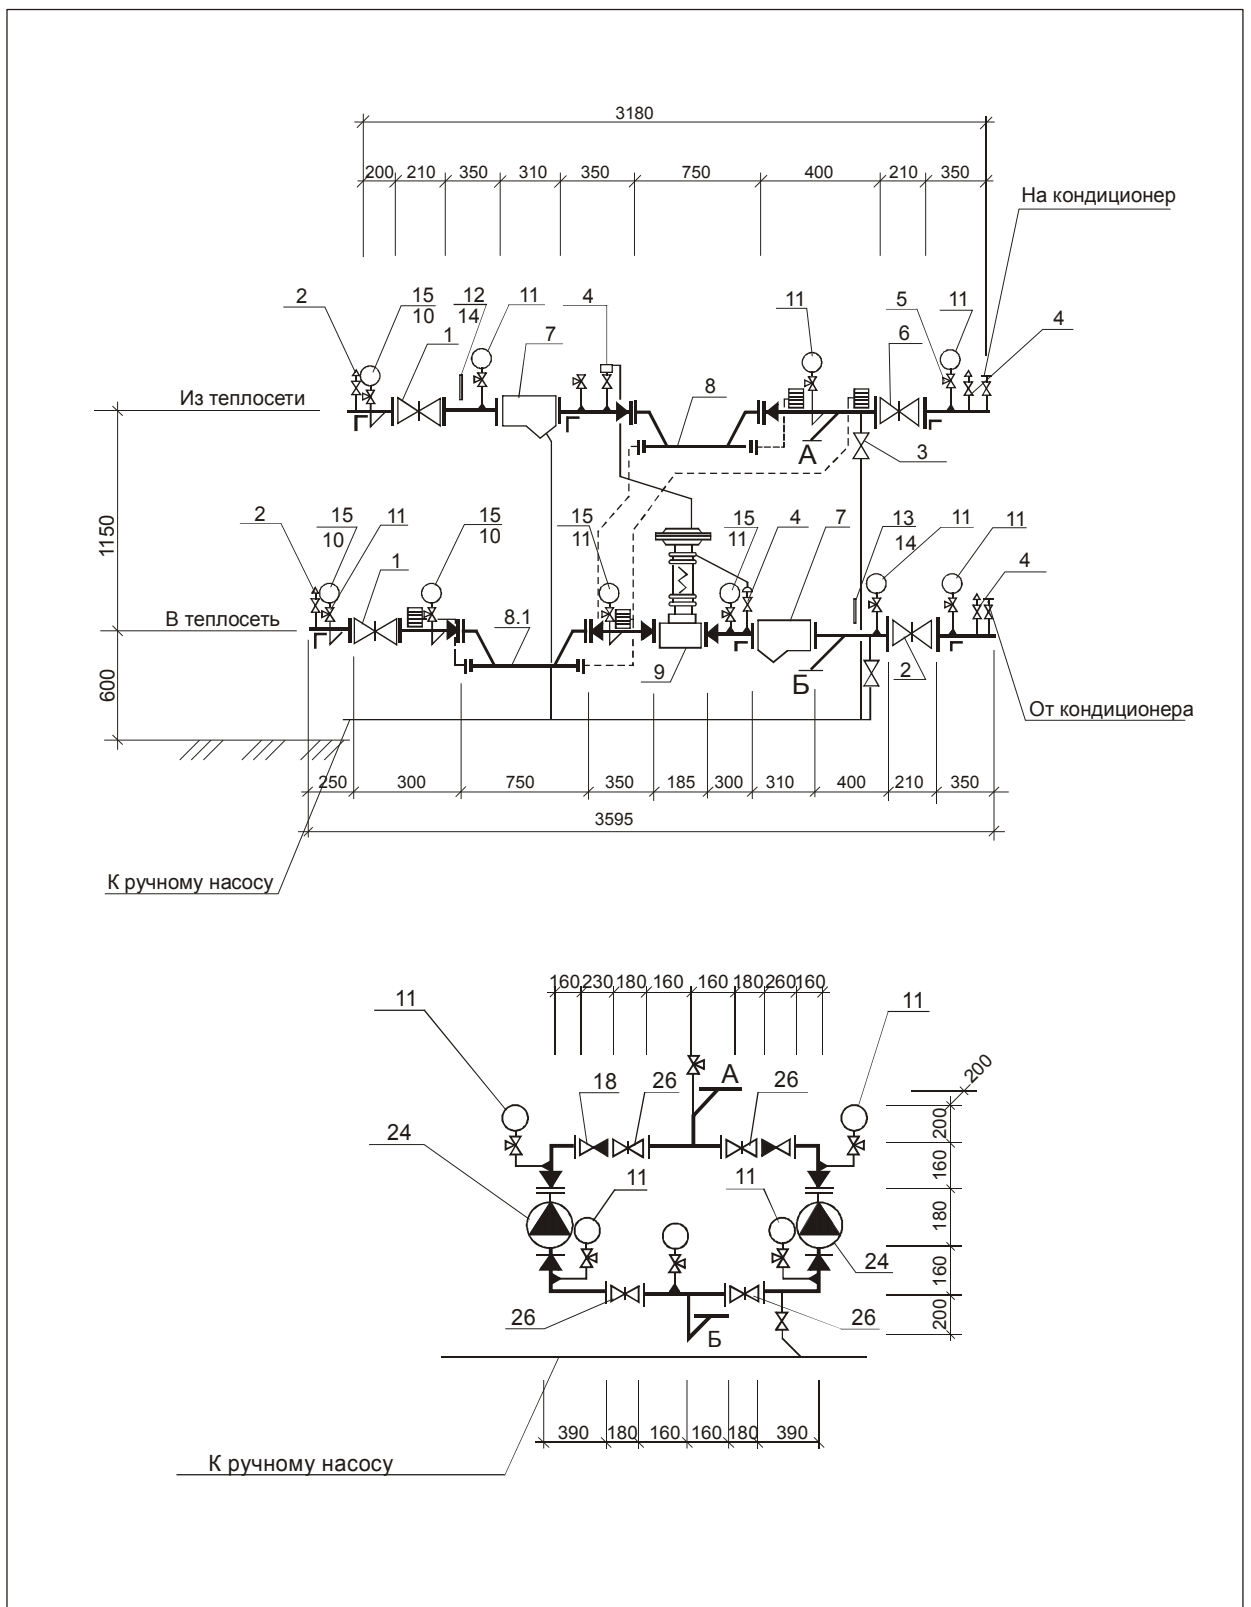 3180
200 210 350 310 350 750 400 210 350
На кондиционер
2 15 12 11 4 11 5 11 4
10 14
1 7 6
Из теплосети
8
А
3
1150
2 15 11 15 15 15 4 7 13 11 11
10 10 11 11 14 4
1
В теплосеть
8.1
9
Б
2
600
От кондиционера
250 300 750 350 185 300 310 400 210 350
3595
К ручному насосу
160 230 180 160 160 180 260 160
11 11
200
А
18 26 26
200
24
160
11 11
180
24
160
26 26
Б
200
390 180 160 160 180 390
К ручному насосу